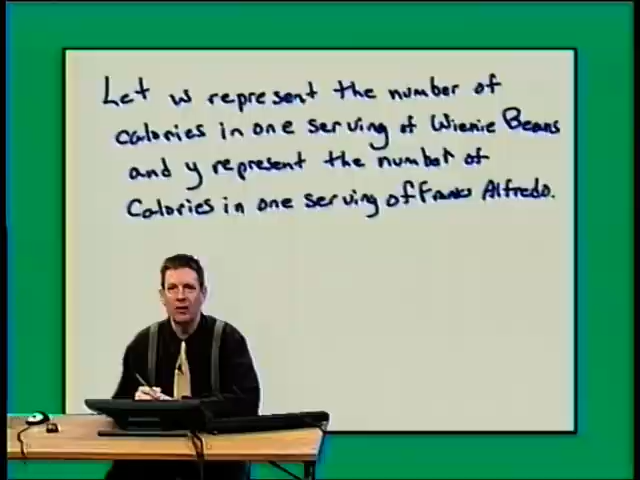 Let w represent the number of
calories in one serving of Wienie Beans
and y represent the number of
Calories in one serving of Franks Alfredo.